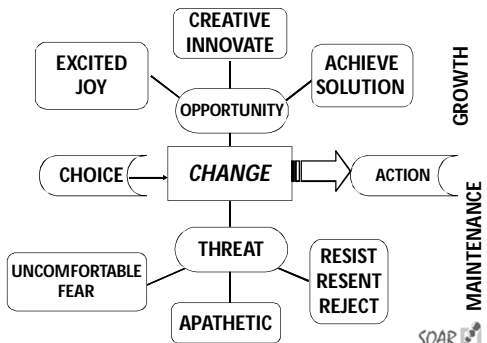 CREATIVE
INNOVATE
EXCITED
JOY
ACHIEVE
SOLUTION
OPPORTUNITY
GROWTH
CHOICE
CHANGE
ACTION
MAINTENANCE
THREAT
UNCOMFORTABLE
FEAR
RESIST
RESENT
REJECT
APATHETIC
SOAR